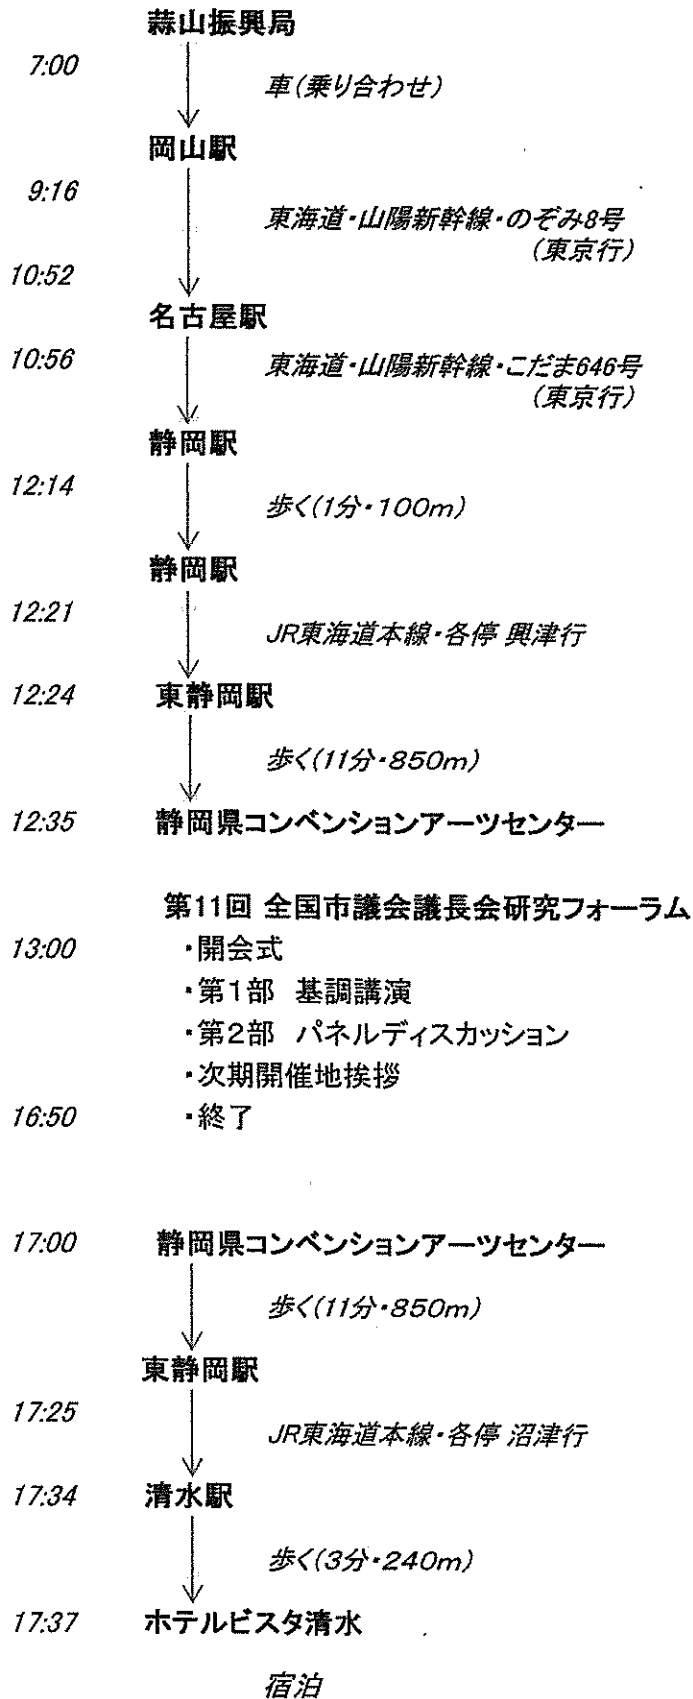 蒜山振興局
7:00
車(乗り合わせ)
岡山駅
9:16
東海道・山陽新幹線・のぞみ8号
(東京行)
10:52
名古屋駅
10:56
東海道・山陽新幹線・こだま646号
(東京行)
静岡駅
12:14
歩く(1分・100m)
静岡駅
12:21
JR東海道本線・各停 興津行
12:24 東静岡駅
歩く(11分・850m)
12:35 静岡県コンベンションアーツセンター
第11回 全国市議会議長会研究フォーラム
13:00 ・開会式
・第1部 基調講演
・第2部 パネルディスカッション
・次期開催地挨拶
16:50 ・終了
17:00 静岡県コンベンションアーツセンター
歩く(11分・850m)
東静岡駅
17:25
JR東海道本線・各停 沼津行
17:34 清水駅
歩く(3分・240m)
17:37 ホテルビスタ清水
宿泊